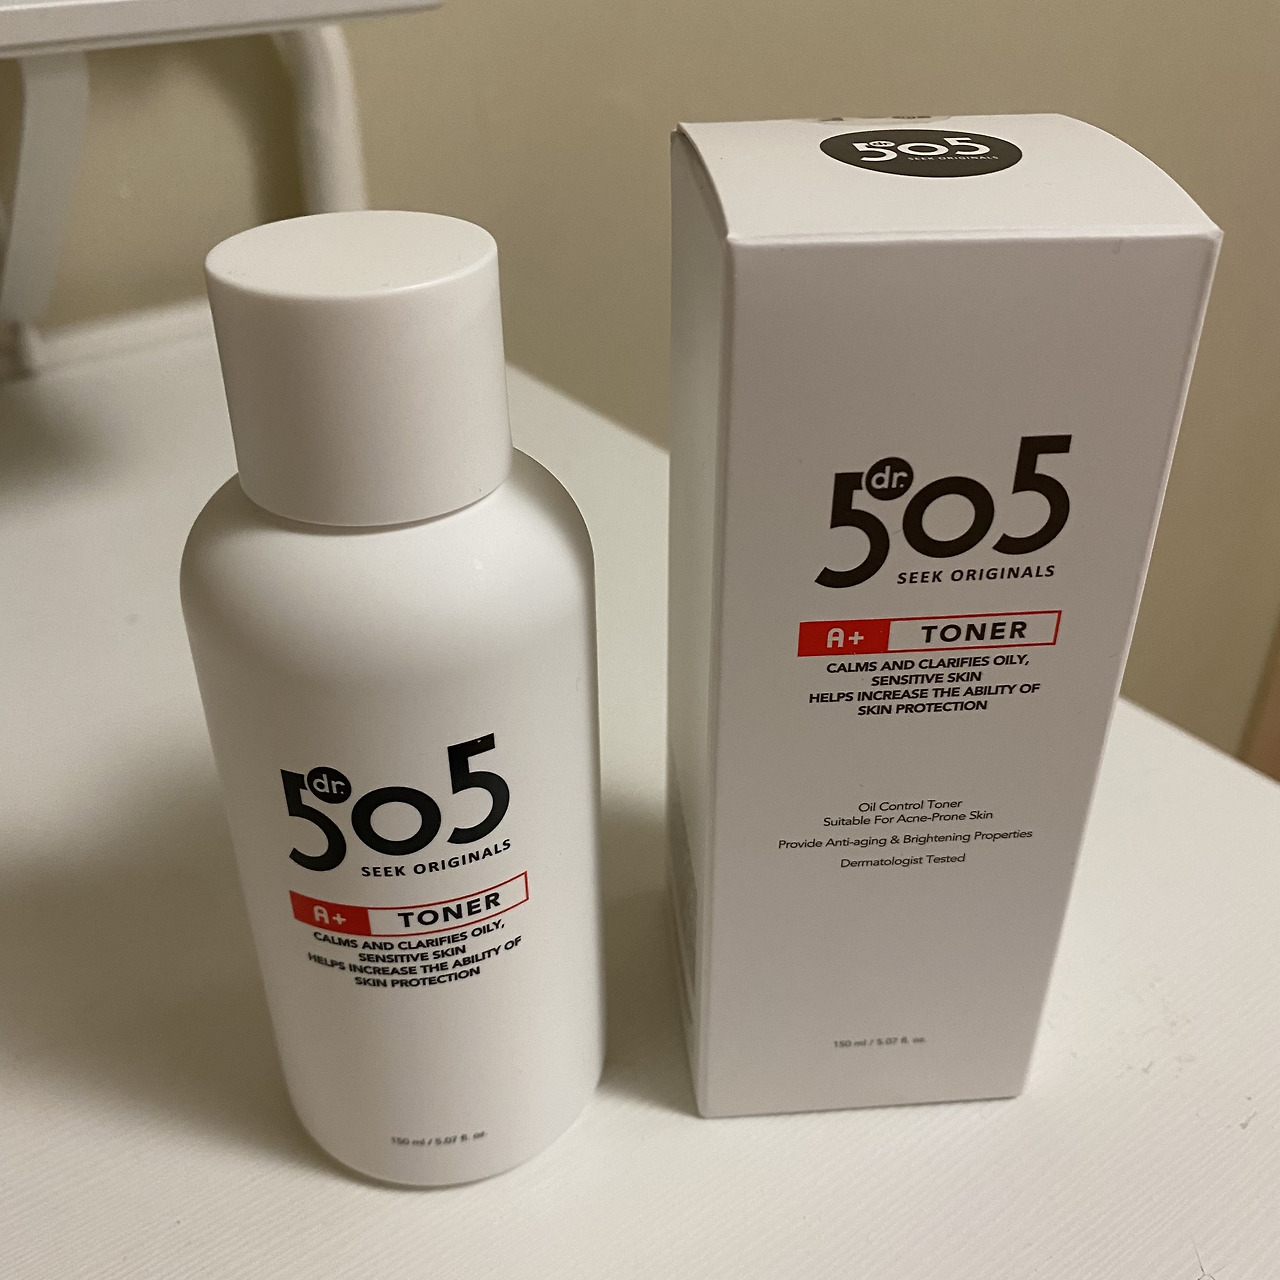 dr.
505
SEEK ORIGINALS
A+ TONER
CALMS AND CLARIFIES OILY,
SENSITIVE SKIN
HELPS INCREASE THE ABILITY OF
SKIN PROTECTION
150 ml / 5.07 fl. oz.
dr.
505
SEEK ORIGINALS
dr.
505
SEEK ORIGINALS
A+ TONER
CALMS AND CLARIFIES OILY,
SENSITIVE SKIN
HELPS INCREASE THE ABILITY OF
SKIN PROTECTION
Oil Control Toner
Suitable For Acne-Prone Skin
Provide Anti-aging & Brightening Properties
Dermatologist Tested
150 ml / 5.07 fl. oz.